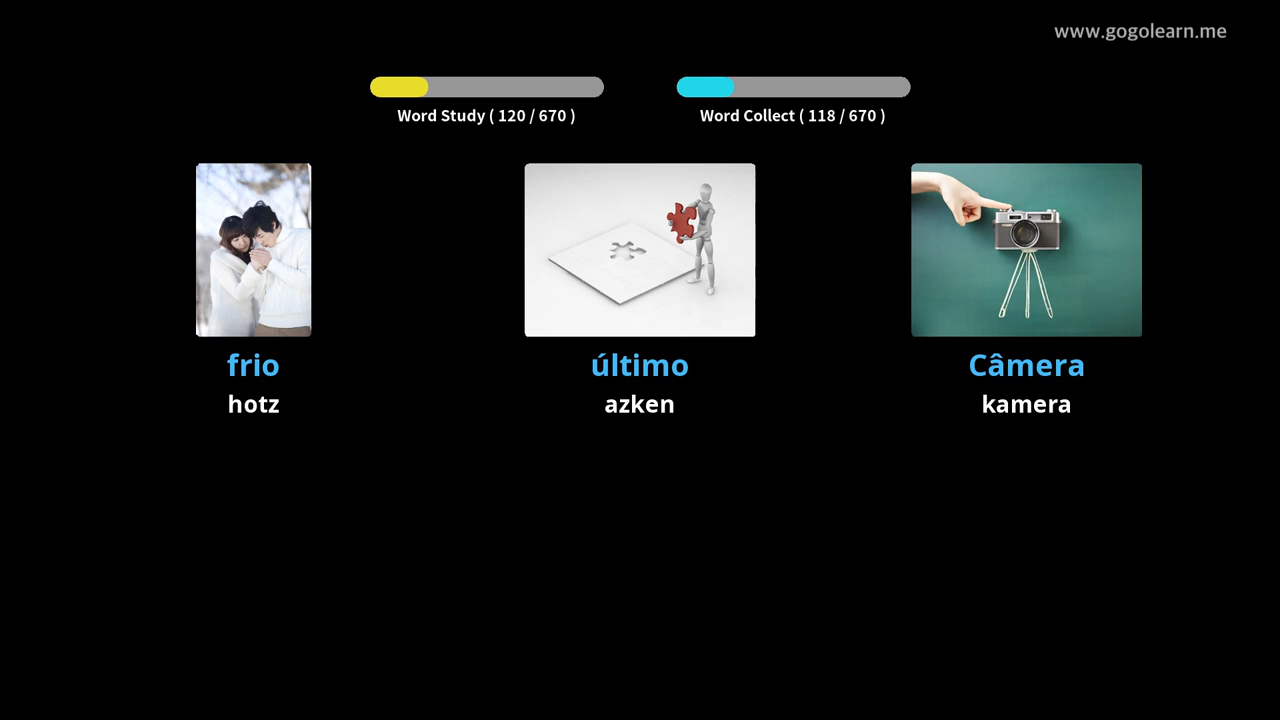 www.gogolearn.me
Word Study ( 120 / 670 )
Word Collect ( 118 / 670 )
frio
hotz
último
azken
Câmera
kamera